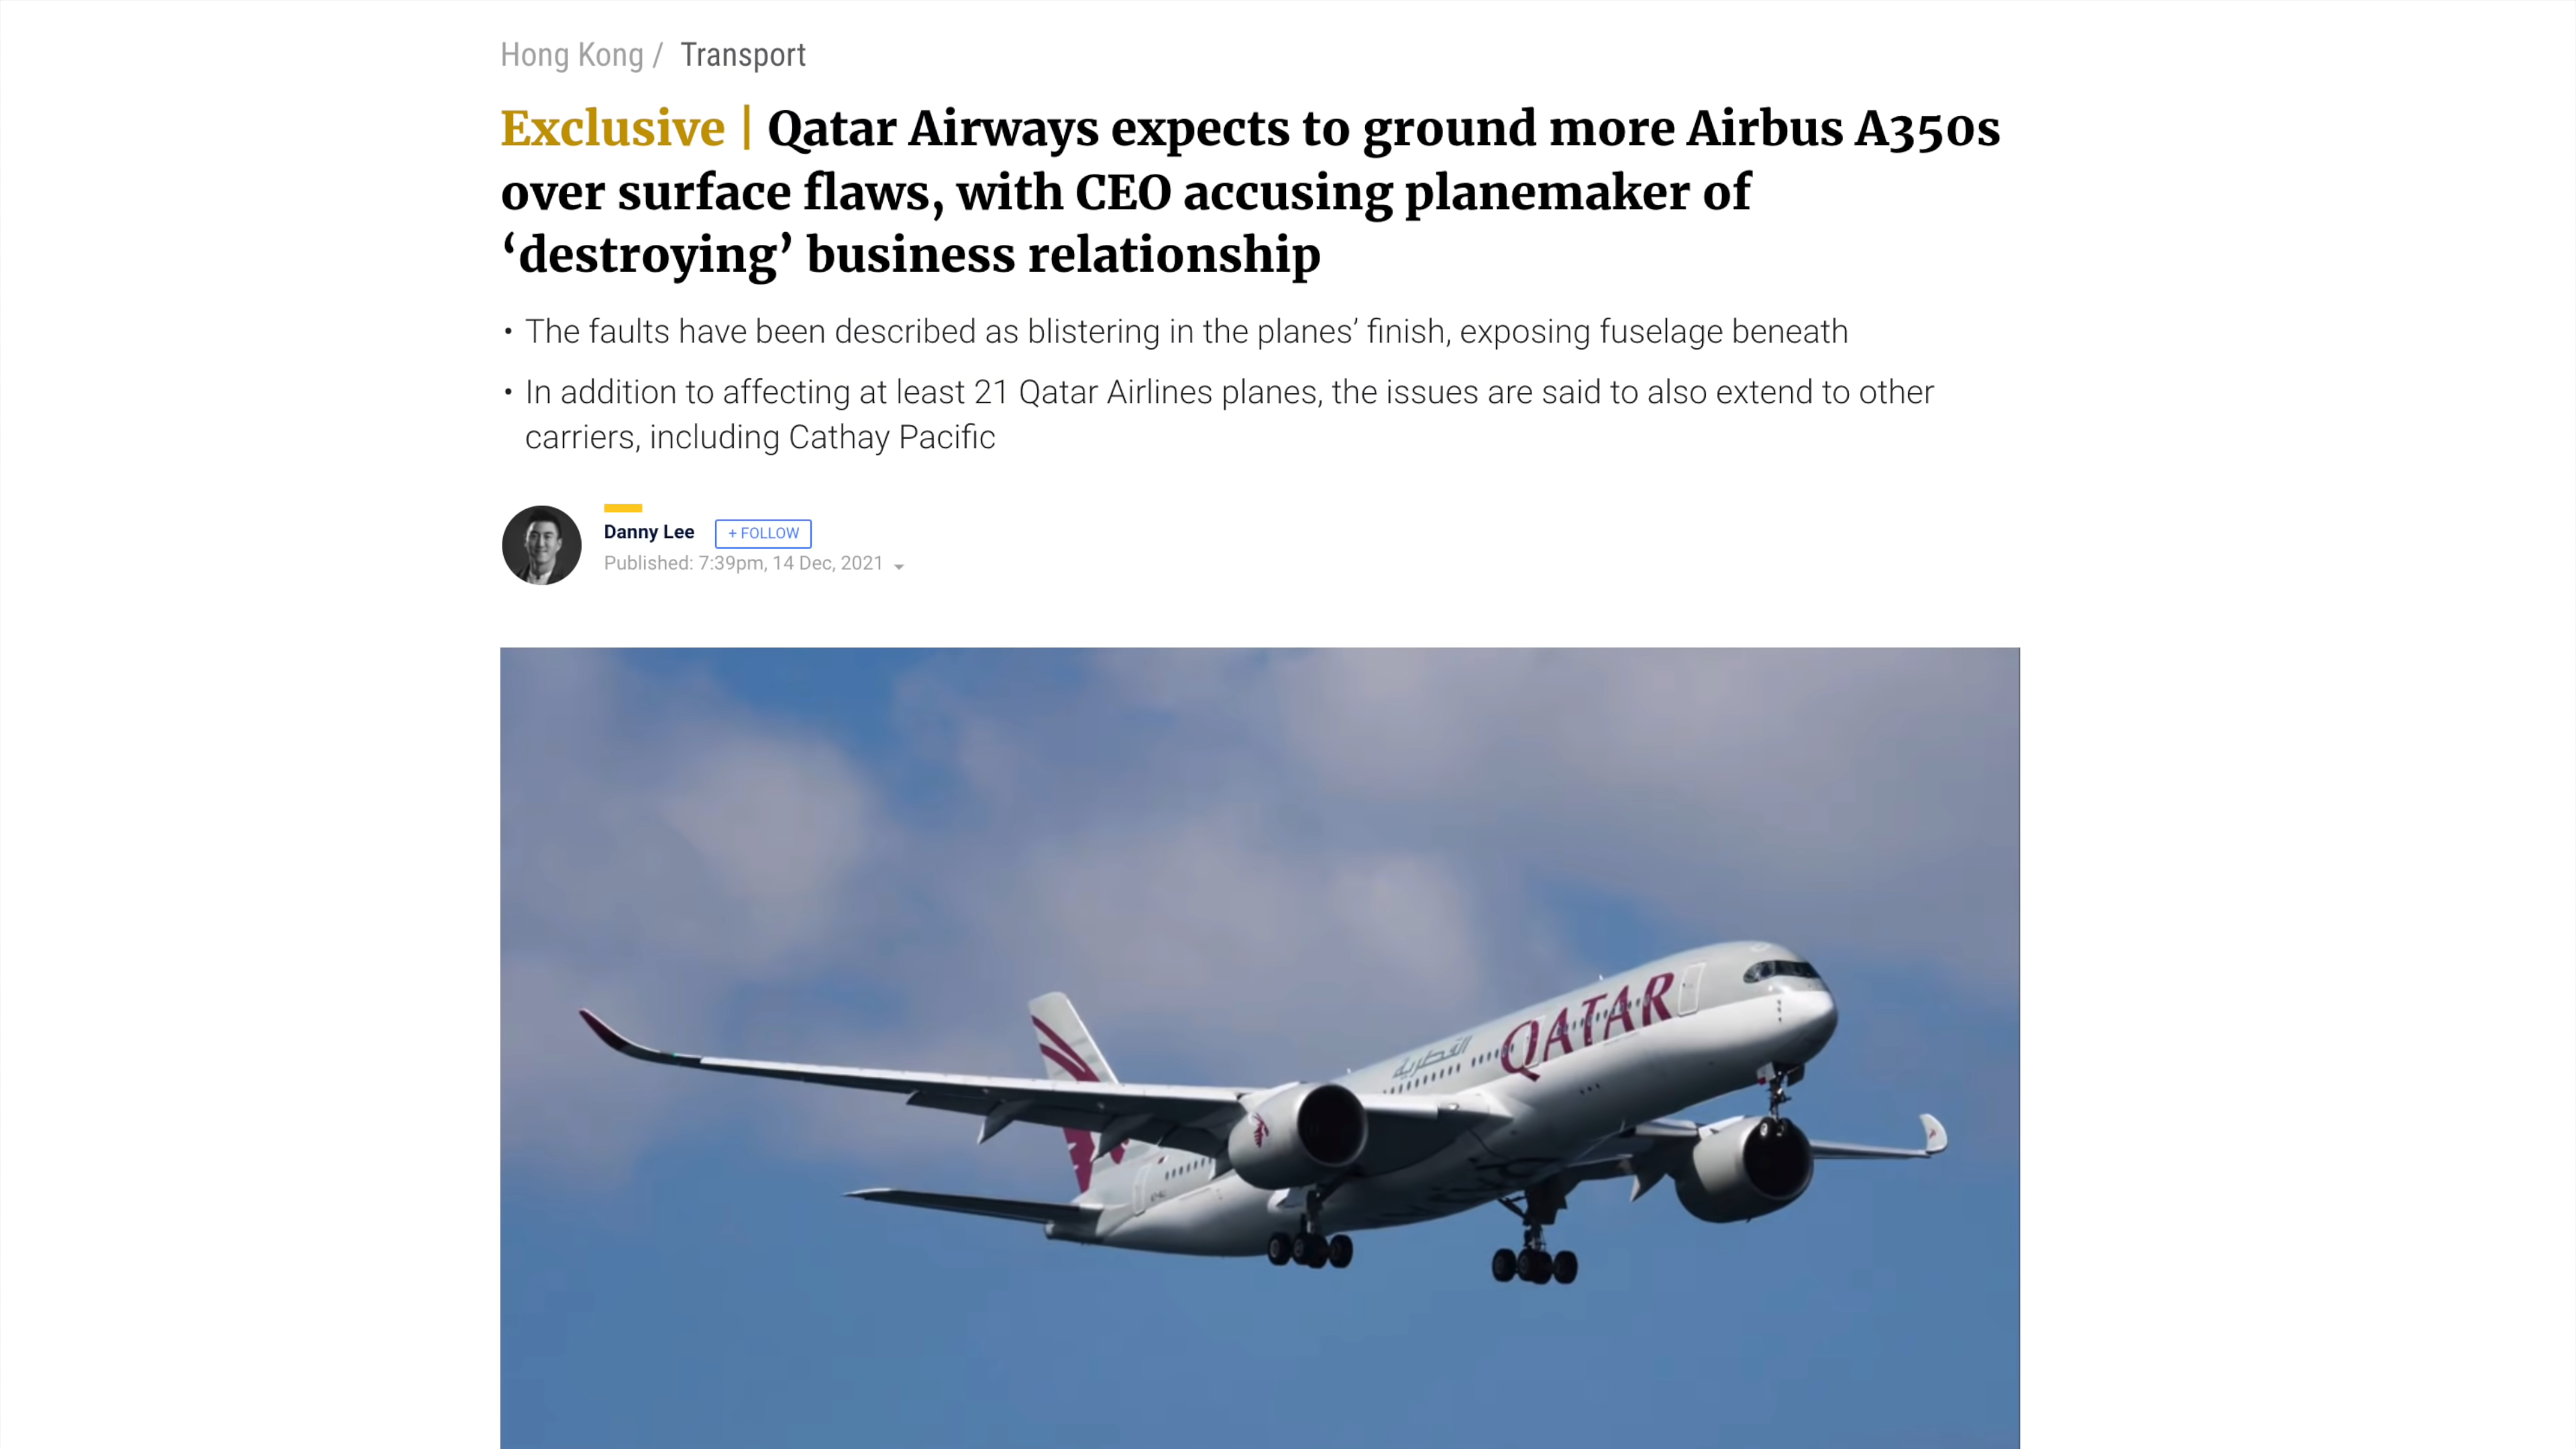 Hong Kong / Transport
Exclusive | Qatar Airways expects to ground more Airbus A350s
over surface flaws, with CEO accusing planemaker of
‘destroying’ business relationship
• The faults have been described as blistering in the planes’ finish, exposing fuselage beneath
• In addition to affecting at least 21 Qatar Airlines planes, the issues are said to also extend to other
carriers, including Cathay Pacific
Danny Lee + FOLLOW
Published: 7:39pm, 14 Dec, 2021
القطرية QATAR